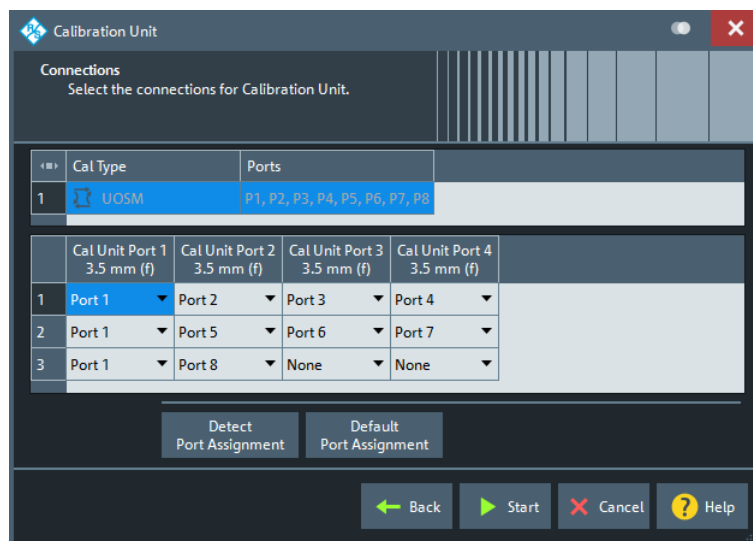 Calibration Unit
Connections
Select the connections for Calibration Unit.
Cal Type Ports
1 UOSM P1, P2, P3, P4, P5, P6, P7, P8
Cal Unit Port 1 Cal Unit Port 2 Cal Unit Port 3 Cal Unit Port 4
3.5 mm (f) 3.5 mm (f) 3.5 mm (f) 3.5 mm (f)
1 Port 1 Port 2 Port 3 Port 4
2 Port 1 Port 5 Port 6 Port 7
3 Port 1 Port 8 None None
Detect Default
Port Assignment Port Assignment
Back Start Cancel ? Help